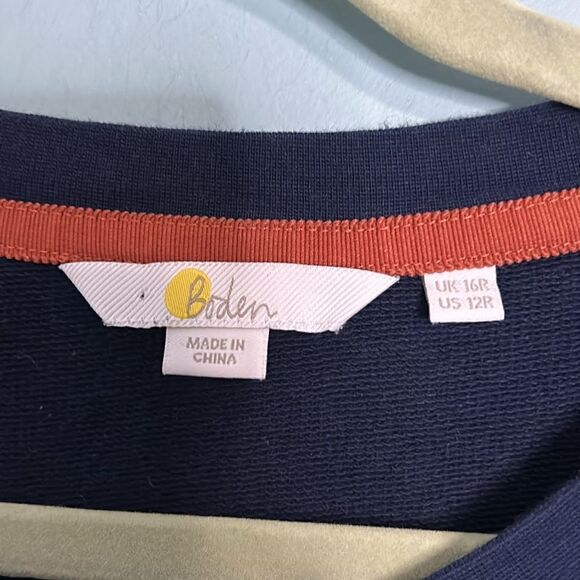 Boden
MADE IN
CHINA
UK 16R
US 12R